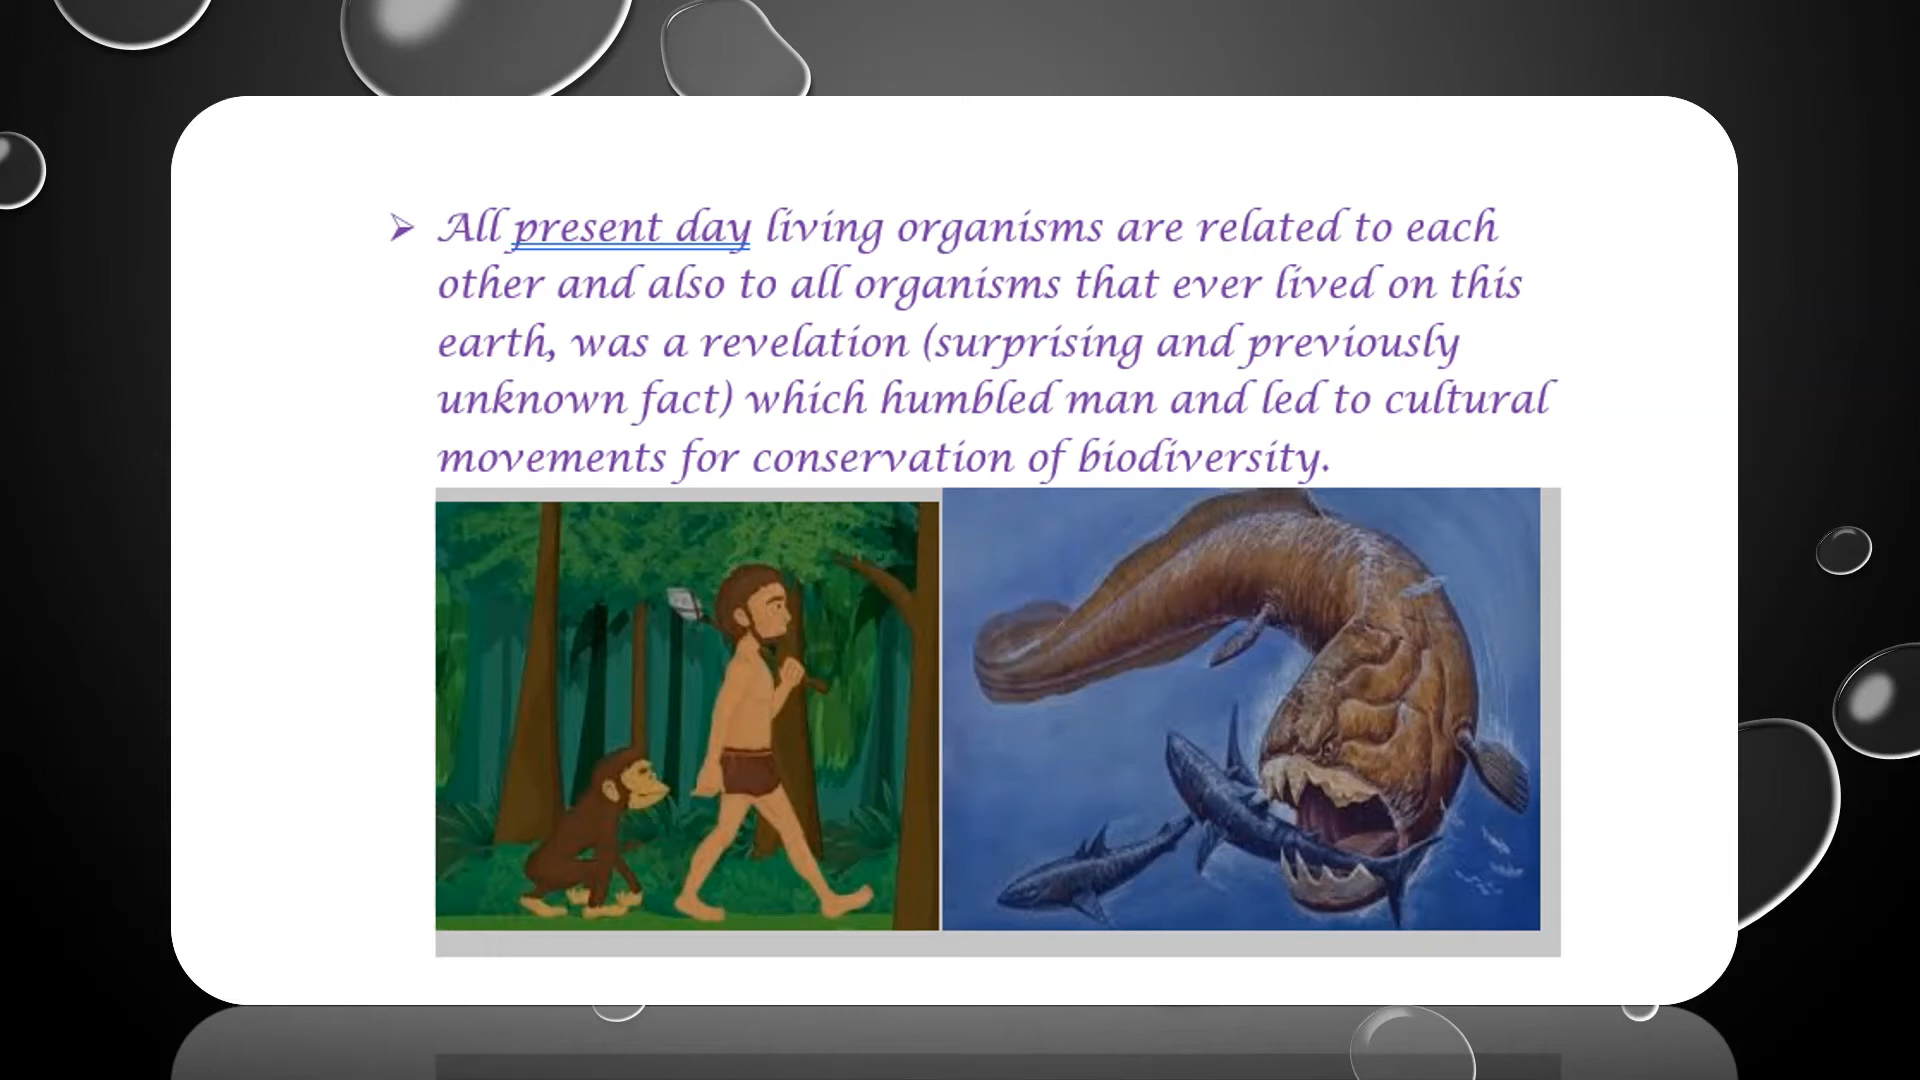 All present day living organisms are related to each
other and also to all organisms that ever lived on this
earth, was a revelation (surprising and previously
unknown fact) which humbled man and led to cultural
movements for conservation of biodiversity.